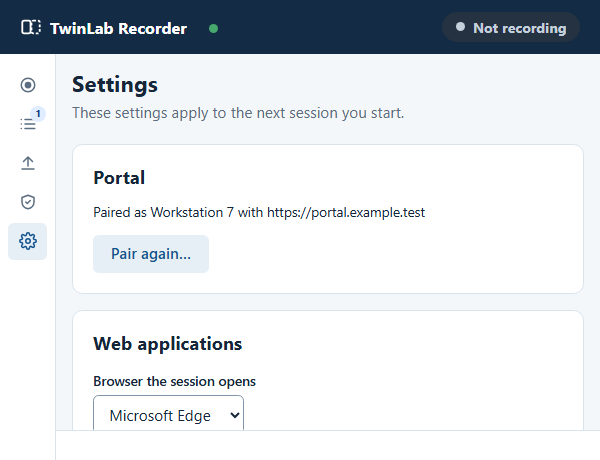 TwinLab Recorder
Not recording
1
Settings
These settings apply to the next session you start.
Portal
Paired as Workstation 7 with https://portal.example.test
Pair again...
Web applications
Browser the session opens
Microsoft Edge